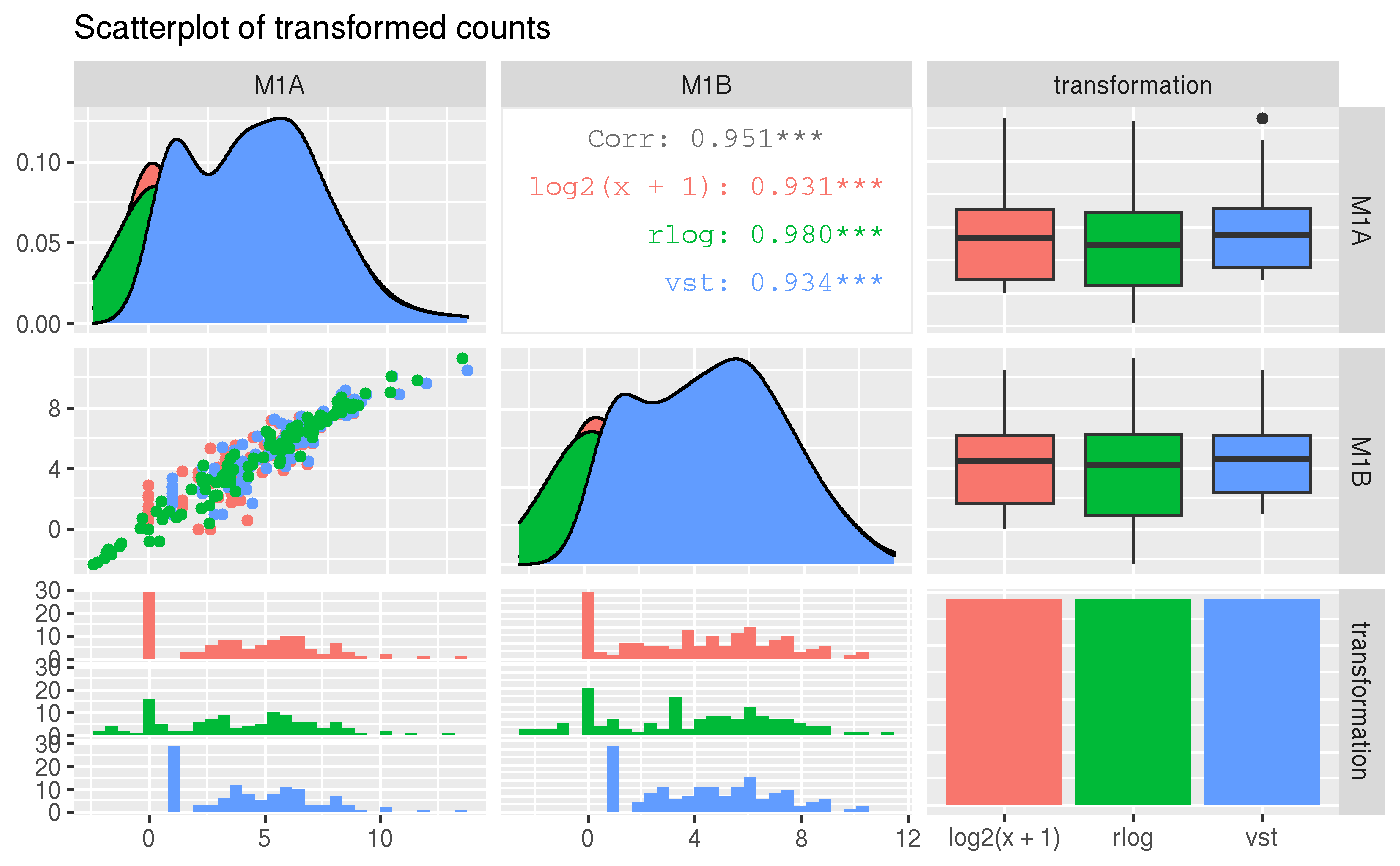 Scatterplot of transformed counts
M1A
M1B
transformation
0.10
0.05
0.00
Corr: 0.951***
log2(x + 1): 0.931***
rlog: 0.980***
vst: 0.934***
M1A
8
4
0
M1B
30
20
10
0
30
20
10
0
30
20
10
0
transformation
0
5
10
0
4
8
12
log2(x + 1)
rlog
vst